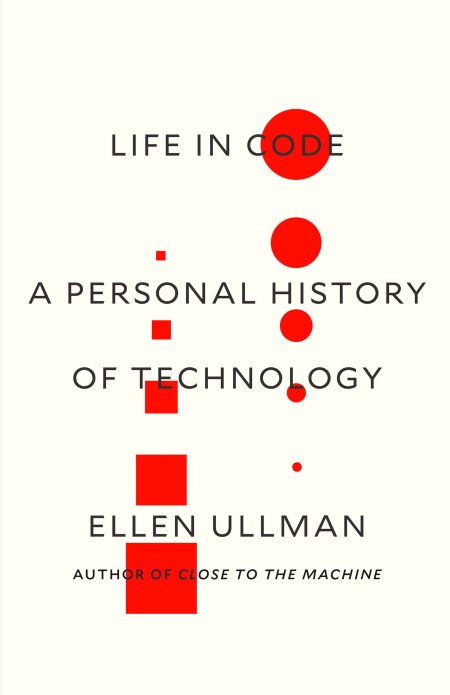 LIFE IN CODE
A PERSONAL HISTORY
OF TECHNOLOGY
ELLEN ULLMAN
AUTHOR OF CLOSE TO THE MACHINE